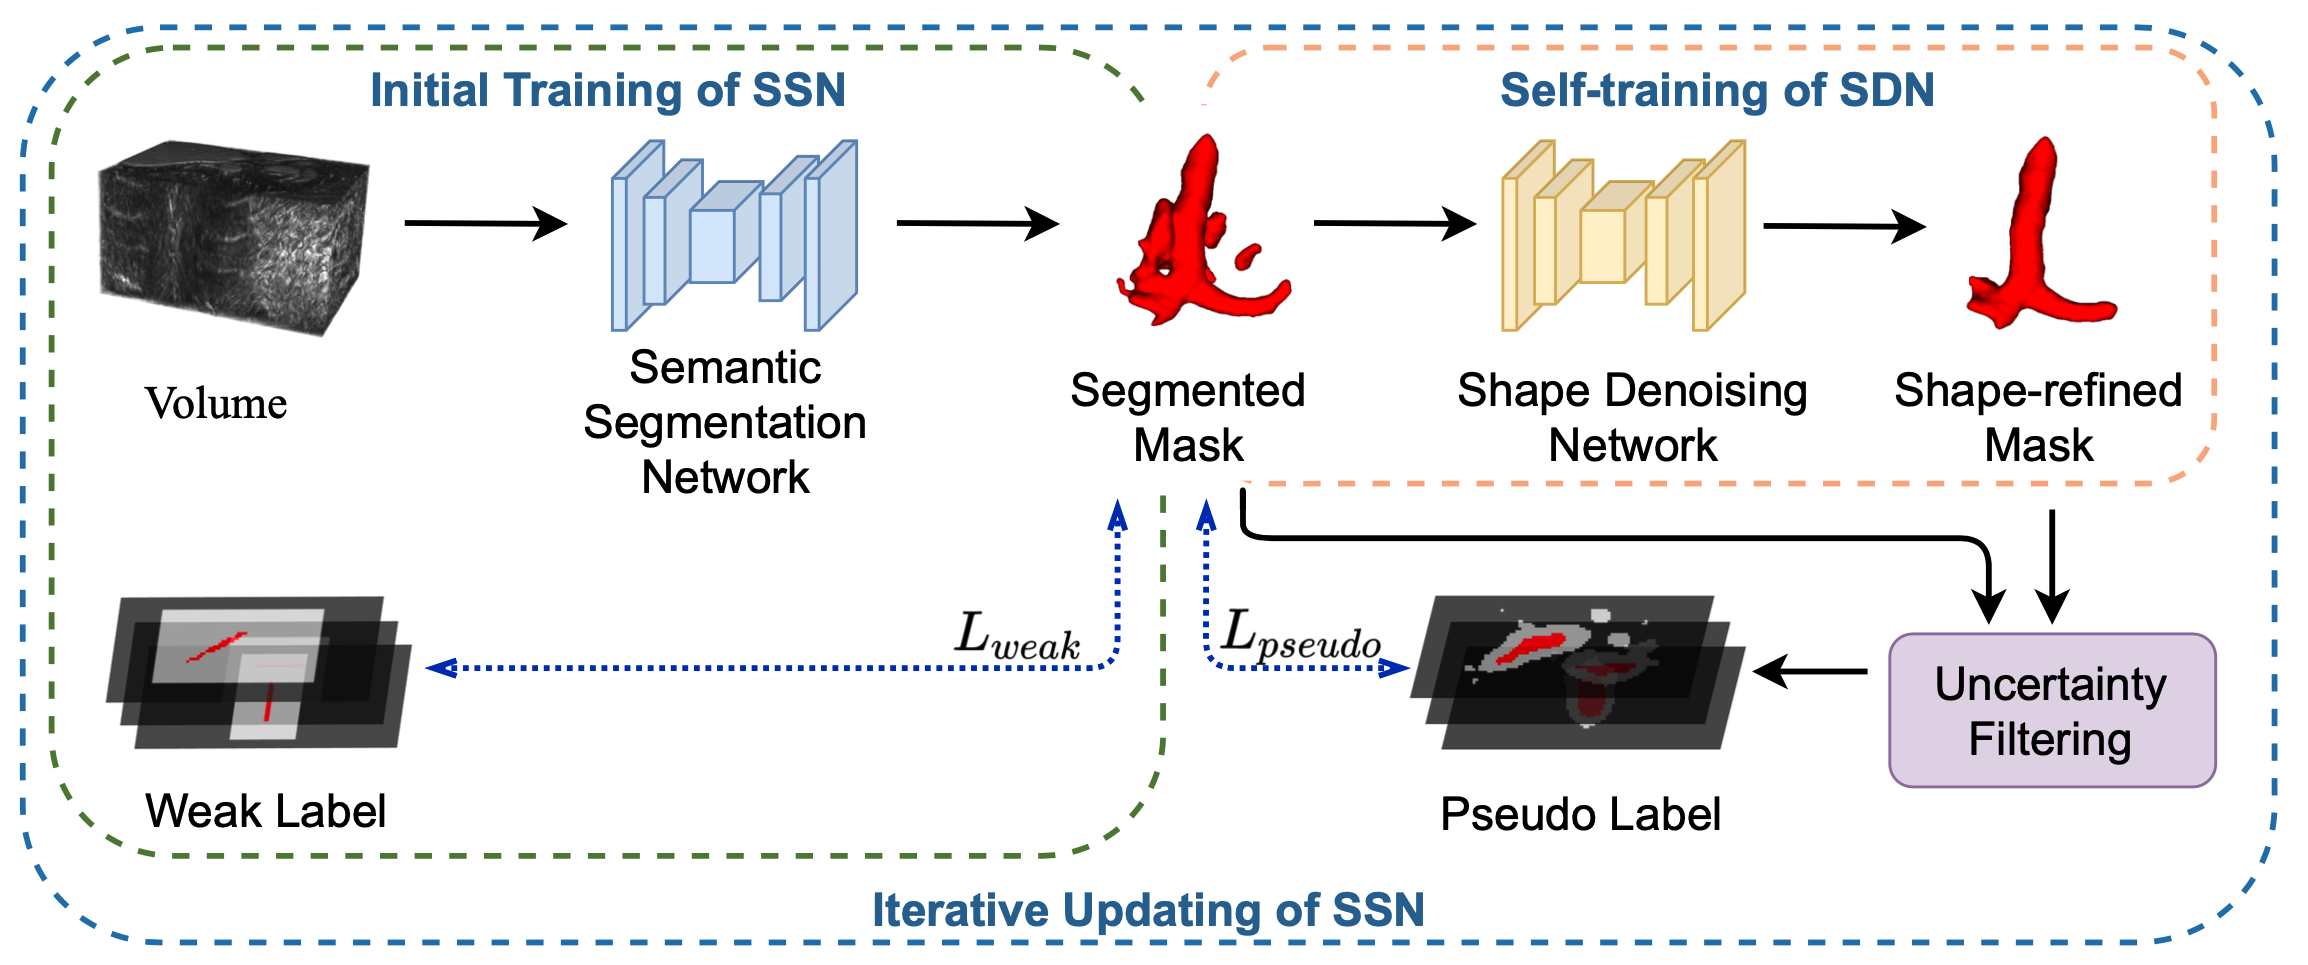 Initial Training of SSN
Self-training of SDN
Volume
Semantic
Segmentation
Network
Segmented
Mask
Shape Denoising
Network
Shape-refined
Mask
L_{weak}
L_{pseudo}
Weak Label
Pseudo Label
Uncertainty
Filtering
Iterative Updating of SSN